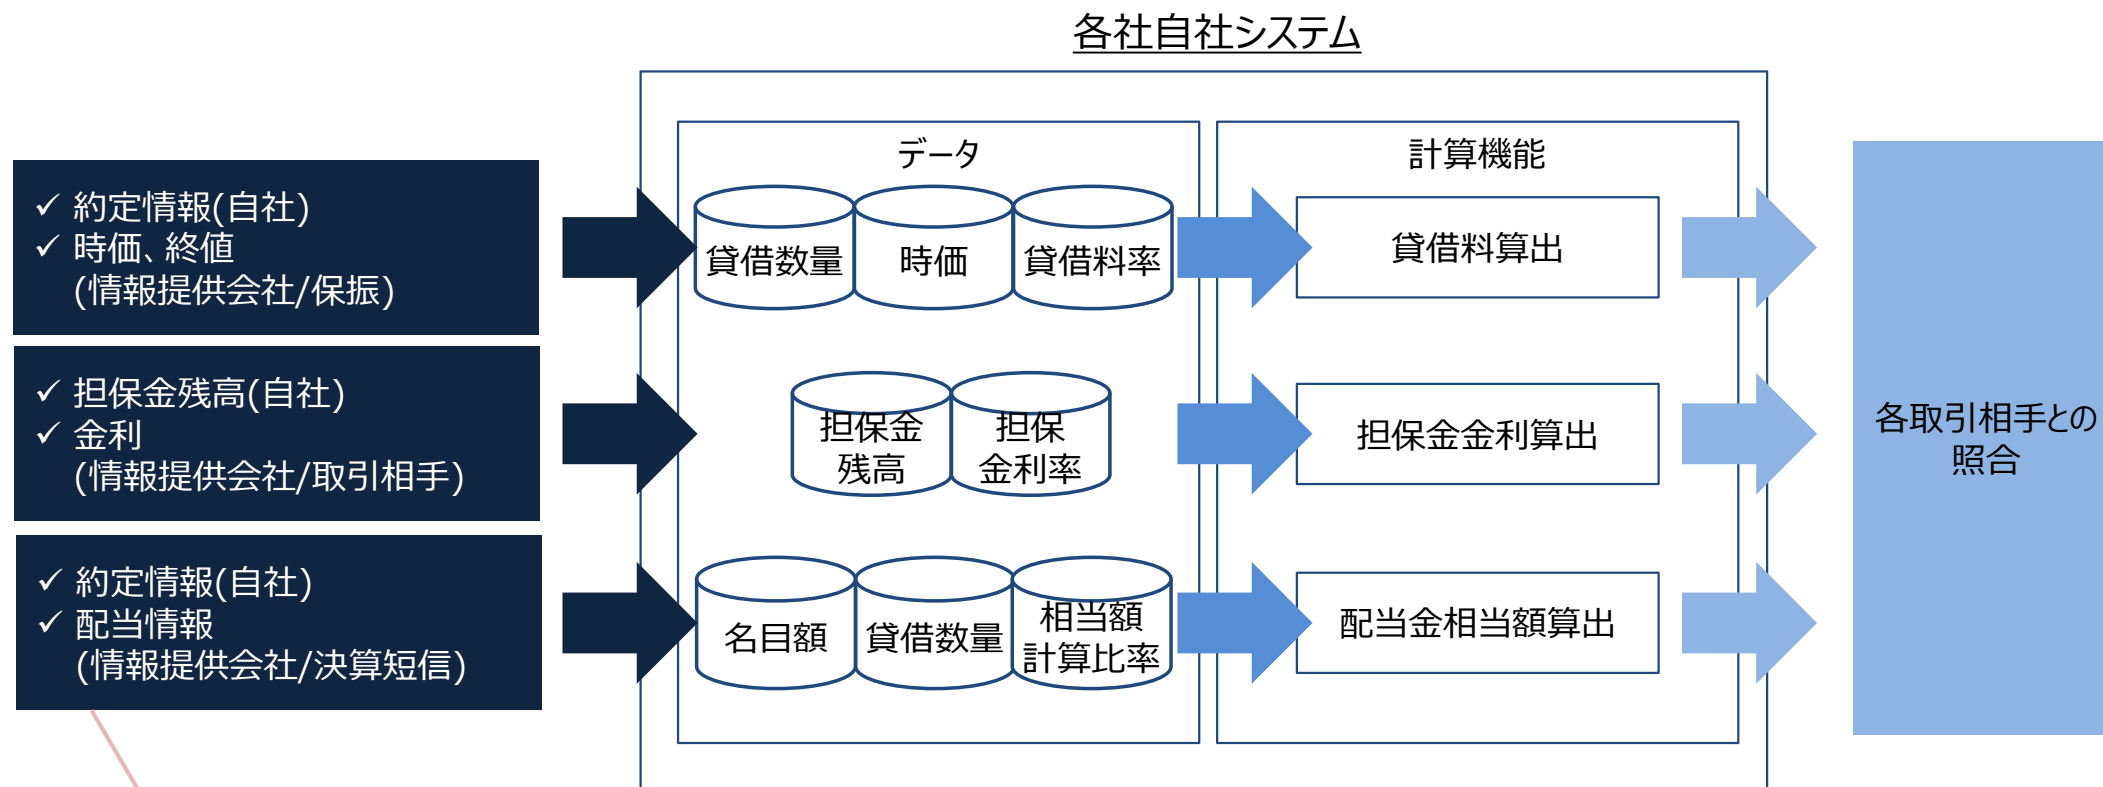 各社自社システム
✓ 約定情報(自社)
✓ 時価、終値
(情報提供会社/保振)
✓ 担保金残高(自社)
✓ 金利
(情報提供会社/取引相手)
✓ 約定情報(自社)
✓ 配当情報
(情報提供会社/決算短信)
データ
貸借数量
時価
貸借料率
担保金
残高
担保
金利率
名目額
貸借数量
相当額
計算比率
計算機能
貸借料算出
担保金金利算出
配当金相当額算出
各取引相手との
照合